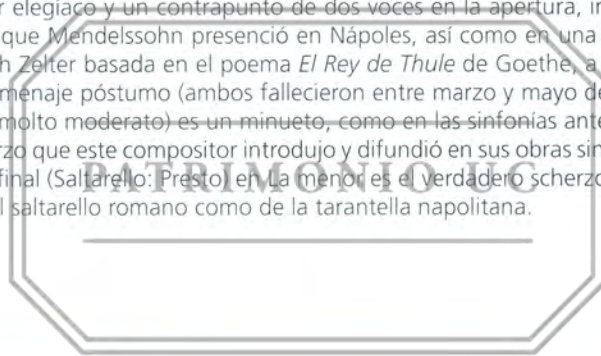 r elegíaco y un contrapunto de dos voces en la apertura, in
que Mendelssohn presenció en Nápoles, así como en una
h Zelter basada en el poema El Rey de Thule de Goethe, a
menaje póstumo (ambos fallecieron entre marzo y mayo de
molto moderato) es un minueto, como en las sinfonías ante
rzo que este compositor introdujo y difundió en sus obras sin
final (Saltarello: Presto) en La menor es el verdadero scherzo
l saltarello romano como de la tarantella napolitana.
PATRIMONIO UC